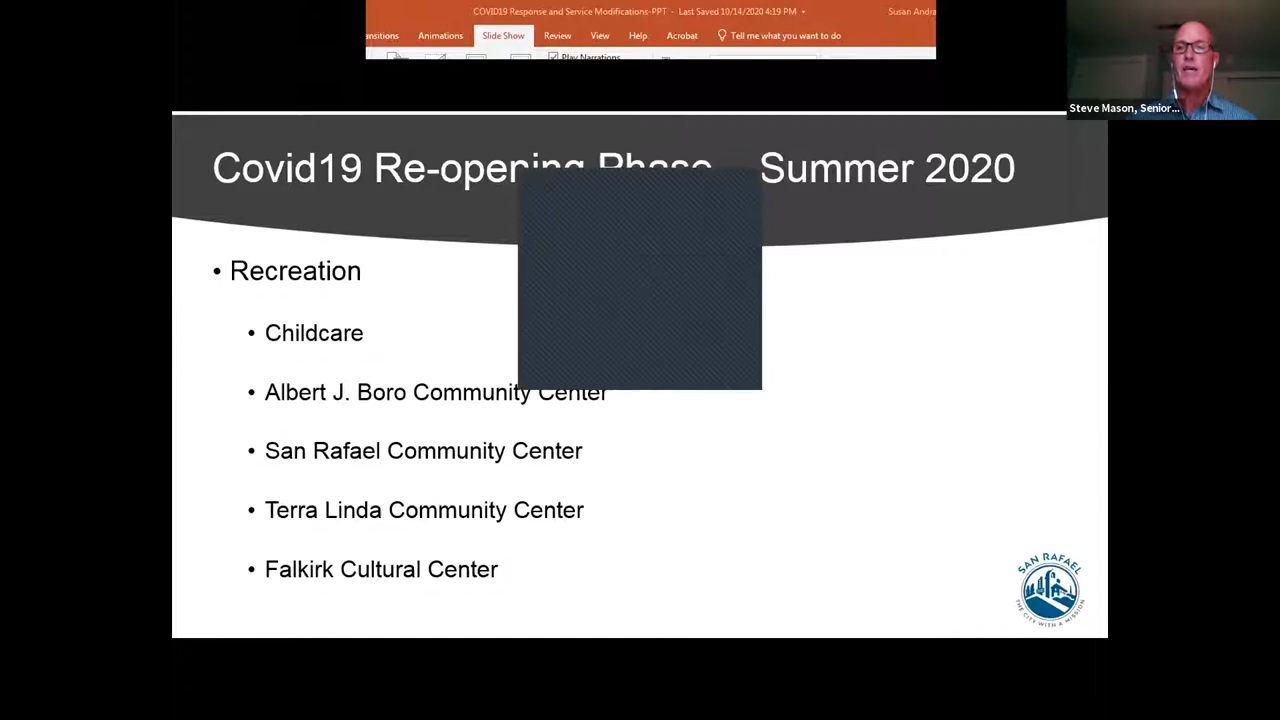 COVID19 Response and Service Modifications-PPT - Last Saved 10/14/2020 4:19 PM
Susan Andra
ansitions Animations Slide Show Review View Help Acrobat Tell me what you want to do
Play Narrations
Steve Mason, Senior...
Covid19 Re-opening Phase Summer 2020
• Recreation
• Childcare
• Albert J. Boro Community Center
• San Rafael Community Center
• Terra Linda Community Center
• Falkirk Cultural Center
SAN RAFAEL
THE CITY WITH A MISSION